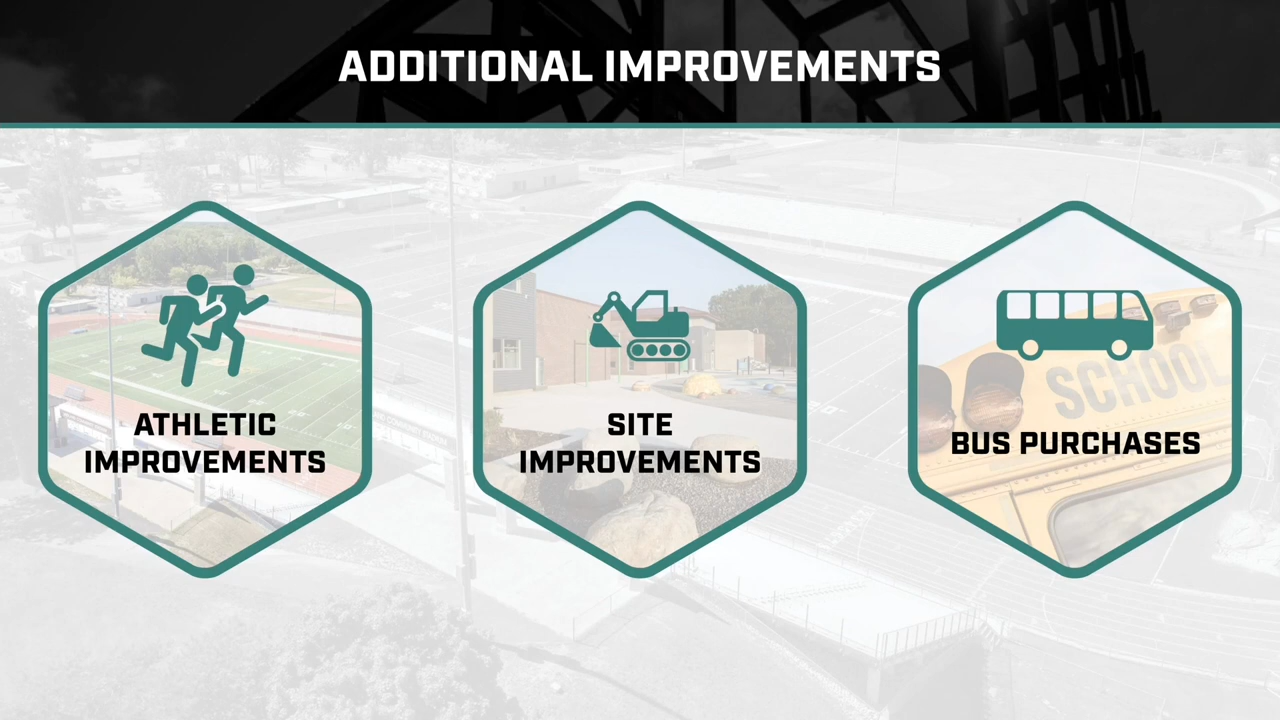 ADDITIONAL IMPROVEMENTS
ATHLETIC
IMPROVEMENTS
SITE
IMPROVEMENTS
SCHOOL
BUS PURCHASES